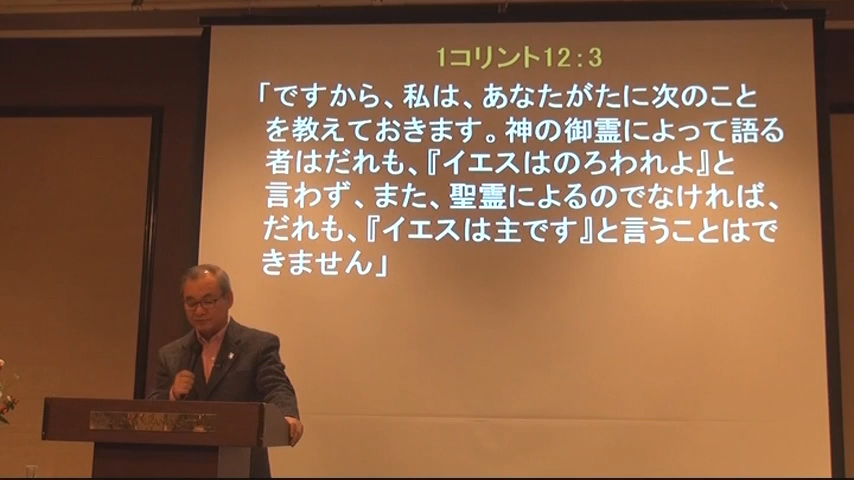 1コリント12：3
「ですから、私は、あなたがたに次のこと
を教えておきます。神の御霊によって語る
者はだれも、『イエスはのろわれよ』と
言わず、また、聖霊によるのでなければ、
だれも、『イエスは主です』と言うことはで
きません」